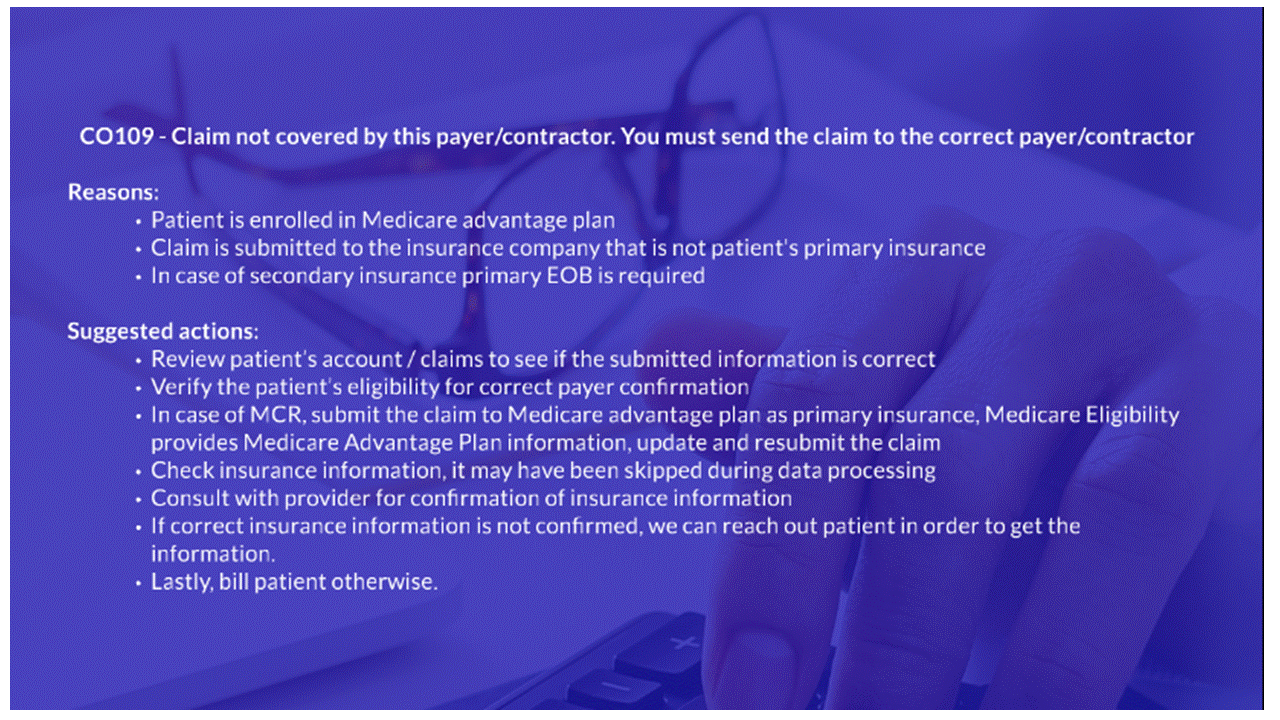 CO109 - Claim not covered by this payer/contractor. You must send the claim to the correct payer/contractor
Reasons:
• Patient is enrolled in Medicare advantage plan
• Claim is submitted to the insurance company that is not patient's primary insurance
• In case of secondary insurance primary EOB is required
Suggested actions:
• Review patient's account / claims to see if the submitted information is correct
• Verify the patient's eligibility for correct payer confirmation
• In case of MCR, submit the claim to Medicare advantage plan as primary insurance, Medicare Eligibility
provides Medicare Advantage Plan information, update and resubmit the claim
• Check insurance information, it may have been skipped during data processing
• Consult with provider for confirmation of insurance information
• If correct insurance information is not confirmed, we can reach out patient in order to get the
information.
• Lastly, bill patient otherwise.